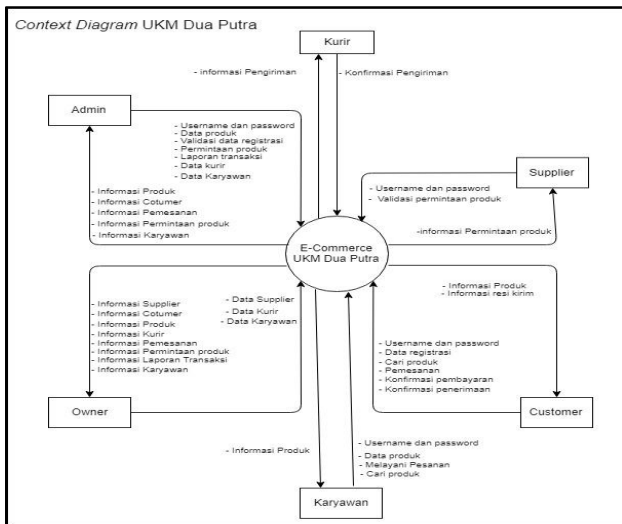 Context Diagram UKM Dua Putra
Kurir
- informasi Pengiriman
- Konfirmasi Pengiriman
Admin
- Username dan password
- Data produk
- Validasi data registrasi
- Permintaan produk
- Laporan transaksi
- Data kurir
- Data Karyawan
- Informasi Produk
- Informasi Cotumer
- Informasi Pemesanan
- Informasi Permintaan produk
- Informasi Karyawan
Supplier
- Username dan password
- Validasi permintaan produk
-informasi Permintaan produk
E-Commerce
UKM Dua Putra
- Informasi Supplier
- Informasi Cotumer
- Informasi Produk
- Informasi Kurir
- Informasi Pemesanan
- Informasi Permintaan produk
- Informasi Laporan Transaksi
- Informasi Karyawan
- Data Supplier
- Data Kurir
- Data Karyawan
Owner
- Informasi Produk
- Informasi resi kirim
- Username dan password
- Data registrasi
- Cari produk
- Pemesanan
- Konfirmasi pembayaran
- Konfirmasi penerimaan
Customer
- Informasi Produk
- Username dan password
- Data produk
- Melayani Pesanan
- Cari produk
Karyawan